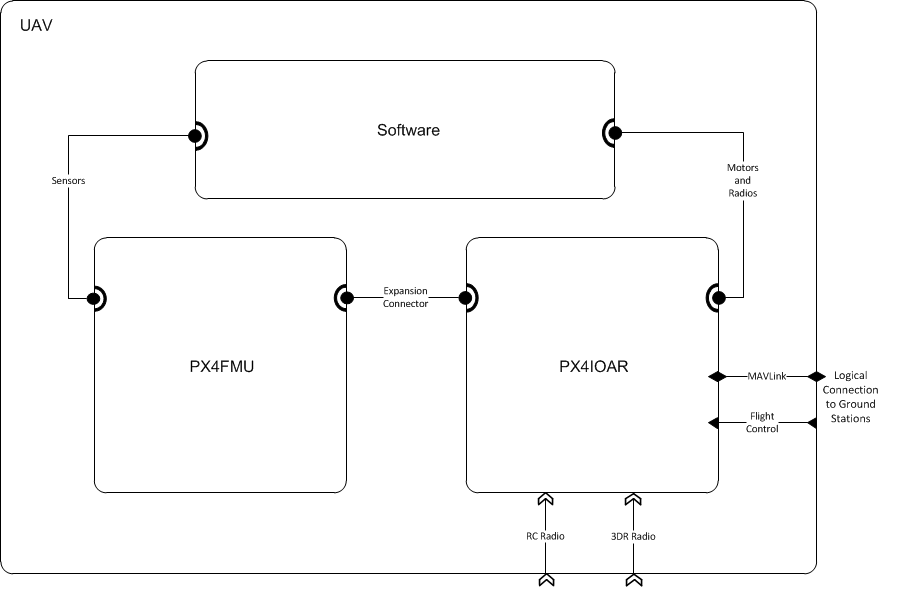 UAV
Software
Sensors
Motors
and
Radios
Expansion
Connector
PX4FMU
PX4IOAR
MAVLink
Logical
Connection
to Ground
Stations
Flight
Control
RC Radio
3DR Radio